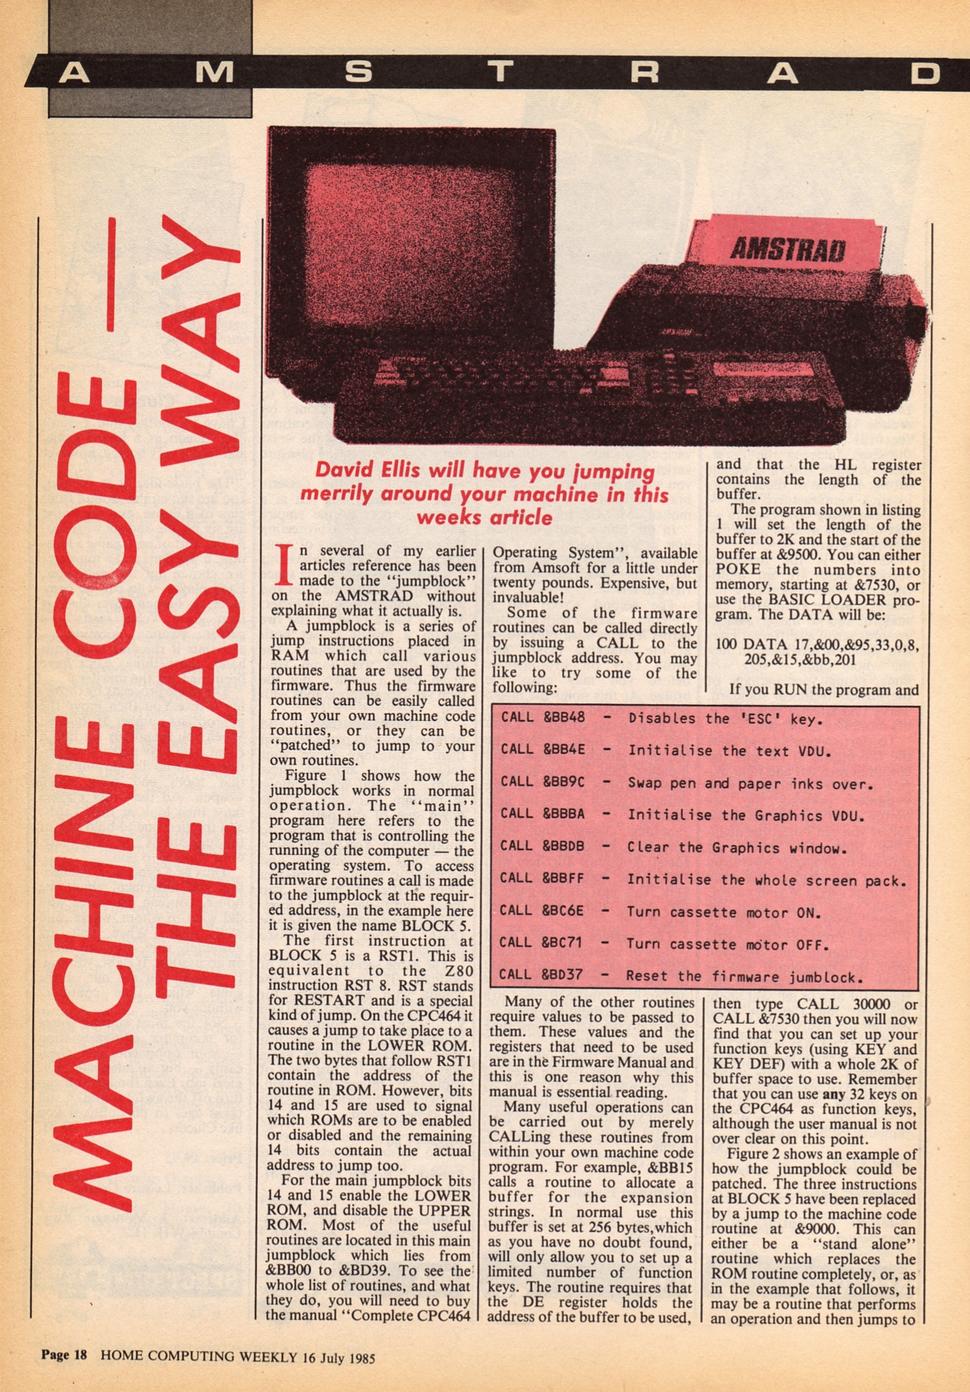 AMSTRAD
MACHINE CODE —
THE EASY WAY
AMSTRAD
David Ellis will have you jumping
merrily around your machine in this
weeks article
In several of my earlier
articles reference has been
made to the “jumpblock”
on the AMSTRAD without
explaining what it actually is.
A jumpblock is a series of
jump instructions placed in
RAM which call various
routines that are used by the
firmware. Thus the firmware
routines can be easily called
from your own machine code
routines, or they can be
“patched” to jump to your
own routines.
Figure 1 shows how the
jumpblock works in normal
operation. The “main”
program here refers to the
program that is controlling the
running of the computer — the
operating system. To access
firmware routines a call is made
to the jumpblock at the requir-
ed address, in the example here
it is given the name BLOCK 5.
The first instruction at
BLOCK 5 is a RST1. This is
equivalent to the Z80
instruction RST 8. RST stands
for RESTART and is a special
kind of jump. On the CPC464 it
causes a jump to take place to a
routine in the LOWER ROM.
The two bytes that follow RST1
contain the address of the
routine in ROM. However, bits
14 and 15 are used to signal
which ROMs are to be enabled
or disabled and the remaining
14 bits contain the actual
address to jump too.
For the main jumpblock bits
14 and 15 enable the LOWER
ROM, and disable the UPPER
ROM. Most of the useful
routines are located in this main
jumpblock which lies from
&BB00 to &BD39. To see the
whole list of routines, and what
they do, you will need to buy
the manual “Complete CPC464
Operating System”, available
from Amsoft for a little under
twenty pounds. Expensive, but
invaluable!
Some of the firmware
routines can be called directly
by issuing a CALL to the
jumpblock address. You may
like to try some of the
following:
CALL &BB48 – Disables the 'ESC' key.
CALL &BB4E – Initialise the text VDU.
CALL &BB9C – Swap pen and paper inks over.
CALL &BBBA – Initialise the Graphics VDU.
CALL &BBDB – Clear the Graphics window.
CALL &BBFF – Initialise the whole screen pack.
CALL &BC6E – Turn cassette motor ON.
CALL &BC71 – Turn cassette motor OFF.
CALL &BD37 – Reset the firmware jumblock.
Many of the other routines
require values to be passed to
them. These values and the
registers that need to be used
are in the Firmware Manual and
this is one reason why this
manual is essential reading.
Many useful operations can
be carried out by merely
CALLing these routines from
within your own machine code
program. For example, &BB15
calls a routine to allocate a
buffer for the expansion
strings. In normal use this
buffer is set at 256 bytes,which
as you have no doubt found,
will only allow you to set up a
limited number of function
keys. The routine requires that
the DE register holds the
address of the buffer to be used,
and that the HL register
contains the length of the
buffer.
The program shown in listing
1 will set the length of the
buffer to 2K and the start of the
buffer at &9500. You can either
POKE the numbers into
memory, starting at &7530, or
use the BASIC LOADER pro-
gram. The DATA will be:
100 DATA 17,&00,&95,33,0,8,
205,&15,&bb,201
If you RUN the program and
then type CALL 30000 or
CALL &7530 then you will now
find that you can set up your
function keys (using KEY and
KEY DEF) with a whole 2K of
buffer space to use. Remember
that you can use any 32 keys on
the CPC464 as function keys,
although the user manual is not
over clear on this point.
Figure 2 shows an example of
how the jumpblock could be
patched. The three instructions
at BLOCK 5 have been replaced
by a jump to the machine code
routine at &9000. This can
either be a “stand alone”
routine which replaces the
ROM routine completely, or, as
in the example that follows, it
may be a routine that performs
an operation and then jumps to
Page 18 HOME COMPUTING WEEKLY 16 July 1985